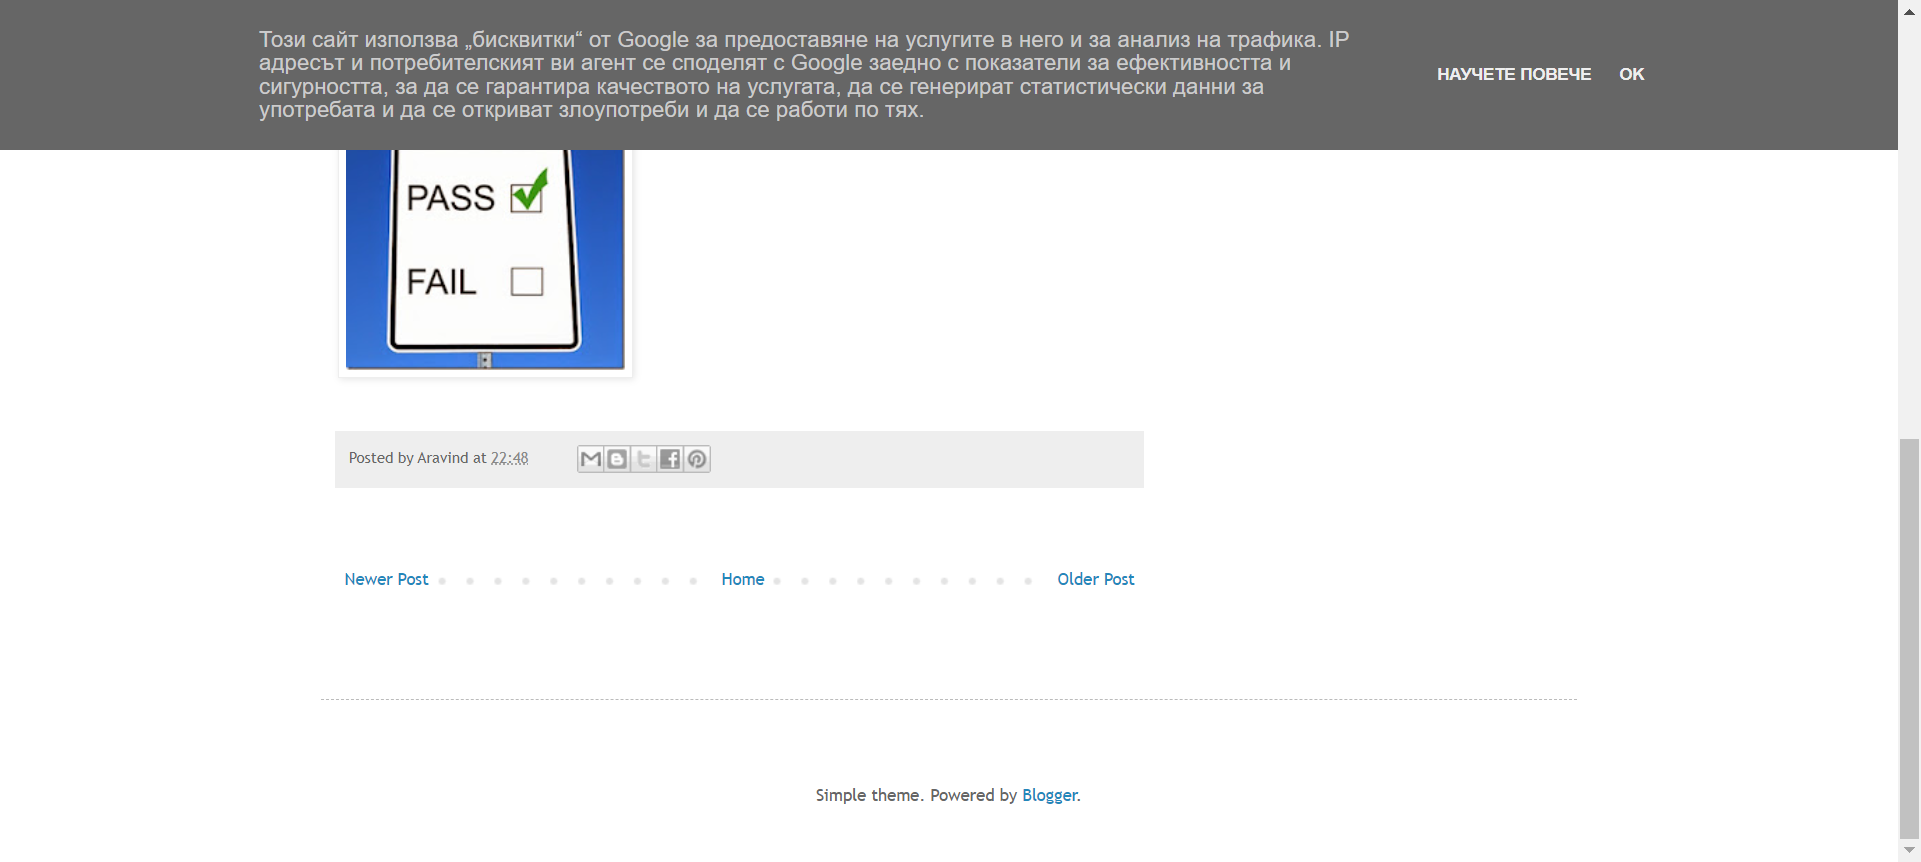 Този сайт използва „бисквитки“ от Google за предоставяне на услугите в него и за анализ на трафика. IP
адресът и потребителският ви агент се споделят с Google заедно с показатели за ефективността и
сигурността, за да се гарантира качеството на услугата, да се генерират статистически данни за
употребата и да се откриват злоупотреби и да се работи по тях.
НАУЧЕТЕ ПОВЕЧЕ OK
PASS
FAIL
Posted by Aravind at 22:48
Newer Post Home Older Post
Simple theme. Powered by Blogger.